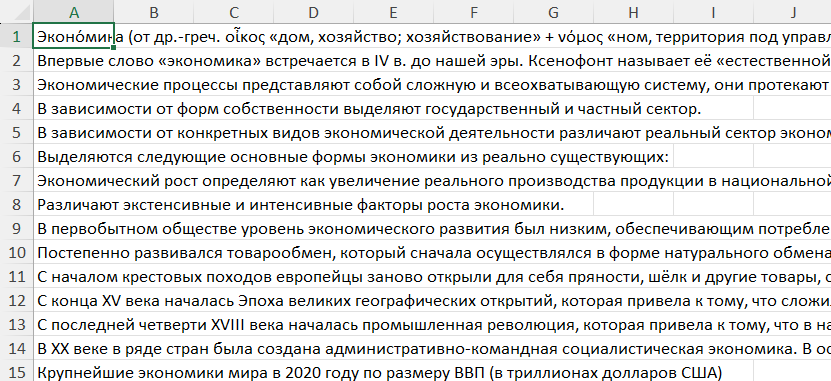 A B C D E F G H I J
1 Эконо́мика (от др.-греч. οἶκος «дом, хозяйство; хозяйствование» + νόμος «ном, территория под
2 Впервые слово «экономика» встречается в IV в. до нашей эры. Ксенофонт называет её «естественной
3 Экономические процессы представляют собой сложную и всеохватывающую систему, они протекают
4 В зависимости от форм собственности выделяют государственный и частный сектор.
5 В зависимости от конкретных видов экономической деятельности различают реальный сектор
6 Выделяются следующие основные формы экономики из реально существующих:
7 Экономический рост определяют как увеличение реального производства продукции в национальной
8 Различают экстенсивные и интенсивные факторы роста экономики.
9 В первобытном обществе уровень экономического развития был низким, обеспечивающим
10 Постепенно развивался товарообмен, который сначала осуществлялся в форме натурального обмена
11 С началом крестовых походов европейцы заново открыли для себя пряности, шёлк и другие товары,
12 С конца XV века началась Эпоха великих географических открытий, которая привела к тому, что
13 С последней четверти XVIII века началась промышленная революция, которая привела к тому, что в
14 В XX веке в ряде стран была создана административно-командная социалистическая экономика. В
15 Крупнейшие экономики мира в 2020 году по размеру ВВП (в триллионах долларов США)